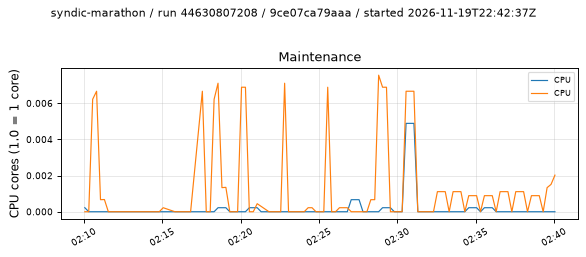 syndic-marathon / run 44630807208 / 9ce07ca79aaa / started 2026-11-19T22:42:37Z
Maintenance
CPU cores (1.0 = 1 core)
0.006
0.004
0.002
0.000
CPU
CPU
02:10
02:15
02:20
02:25
02:30
02:35
02:40